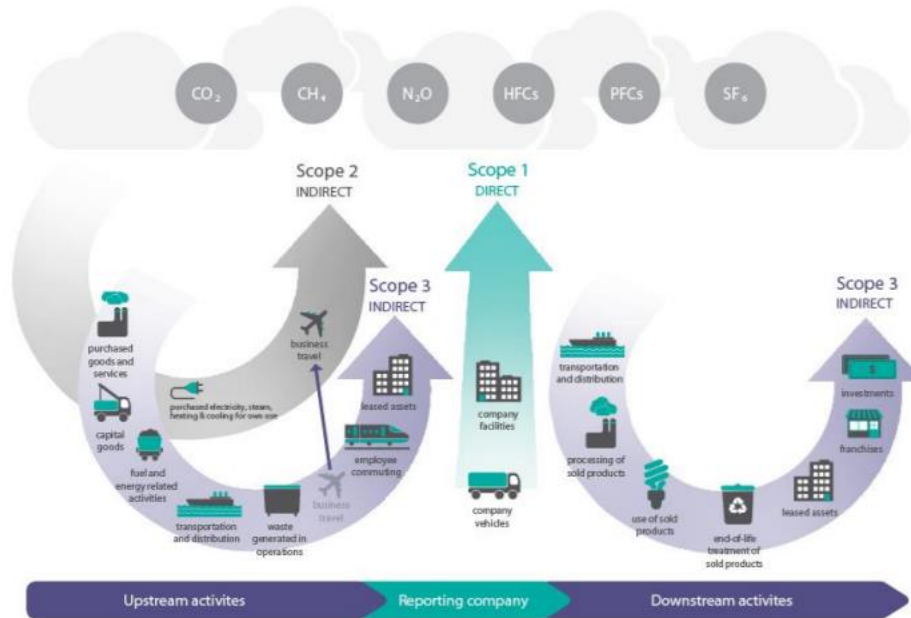 CO₂
CH₄
N₂O
HFCs
PFCs
SF₆
Scope 2
INDIRECT
Scope 1
DIRECT
Scope 3
INDIRECT
Scope 3
INDIRECT
purchased
goods and
services
capital
goods
fuel and
energy related
activities
purchased electricity, steam,
heating & cooling for own use
transportation
and distribution
waste
generated in
operations
business
travel
business
travel
employee
commuting
leased assets
company
facilities
company
vehicles
transportation
and distribution
processing of
sold products
use of sold
products
end-of-life
treatment of
sold products
leased assets
franchises
investments
$
Upstream activites
Reporting company
Downstream activites